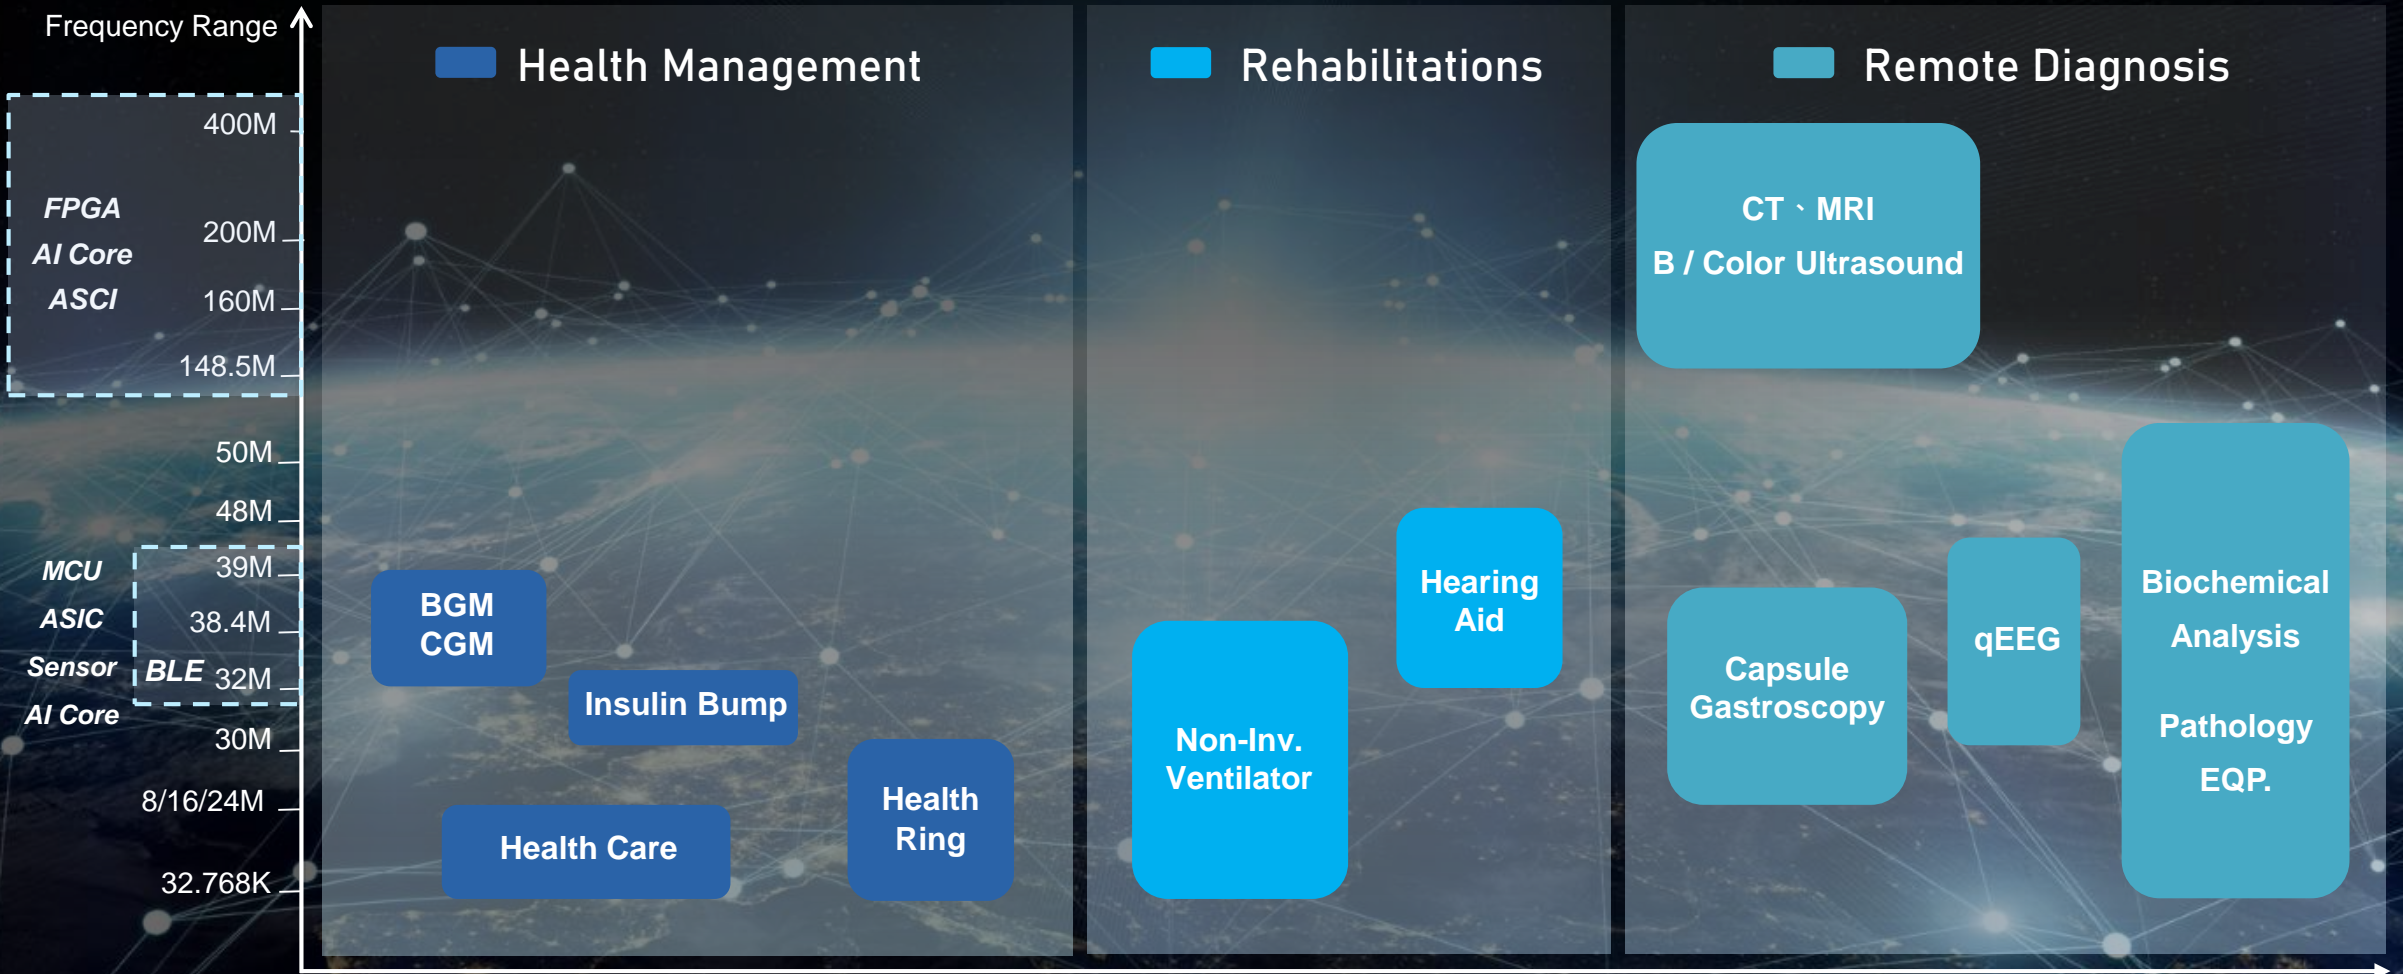 Frequency Range
400M
200M
160M
148.5M
50M
48M
39M
38.4M
32M
30M
8/16/24M
32.768K
FPGA
AI Core
ASCI
MCU
ASIC
Sensor
AI Core
BLE
Health Management
BGM
CGM
Insulin Bump
Health Care
Health
Ring
Rehabilitations
Hearing
Aid
Non-Inv.
Ventilator
Remote Diagnosis
CT、MRI
B / Color Ultrasound
Capsule
Gastroscopy
qEEG
Biochemical
Analysis
Pathology
EQP.